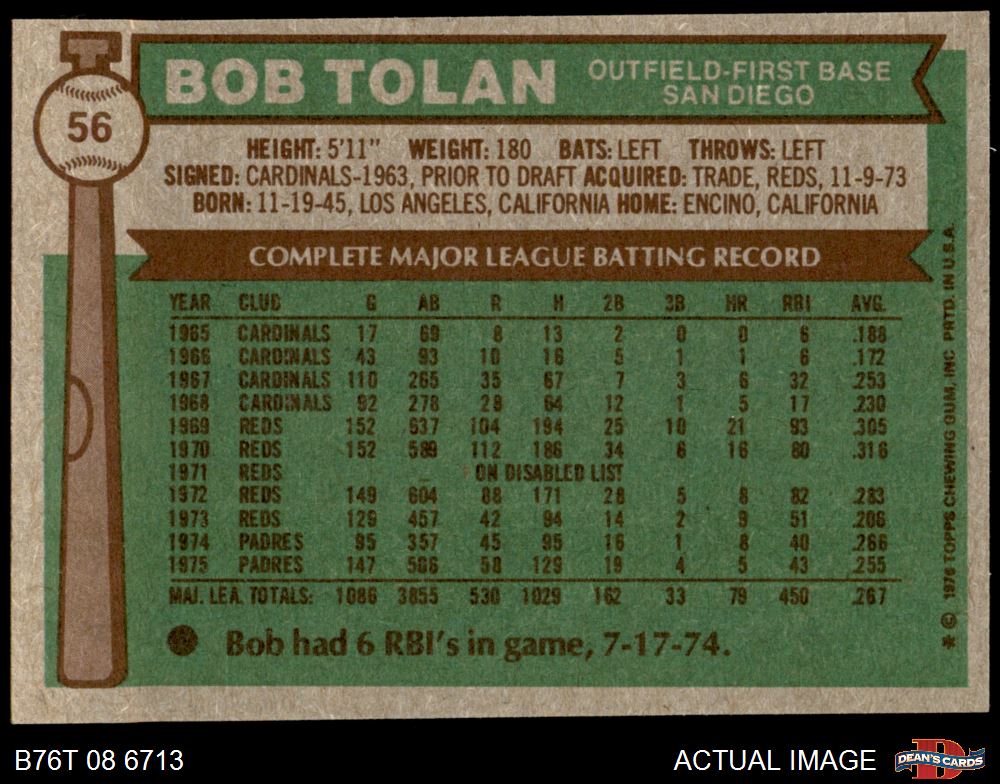 56
BOB TOLAN
OUTFIELD-FIRST BASE
SAN DIEGO
HEIGHT: 5'11" WEIGHT: 180 BATS: LEFT THROWS: LEFT
SIGNED: CARDINALS-1963, PRIOR TO DRAFT ACQUIRED: TRADE, REDS, 11-9-73
BORN: 11-19-45, LOS ANGELES, CALIFORNIA HOME: ENCINO, CALIFORNIA
COMPLETE MAJOR LEAGUE BATTING RECORD
YEAR CLUB G AB R H 2B 3B HR RBI AVG.
1965 CARDINALS 17 69 8 13 2 0 0 6 .188
1966 CARDINALS 43 93 10 16 5 1 1 6 .172
1967 CARDINALS 110 265 35 67 7 3 6 32 .253
1968 CARDINALS 92 278 28 64 12 1 5 17 .230
1969 REDS 152 637 104 194 25 10 21 93 .305
1970 REDS 152 589 112 186 34 6 16 80 .316
1971 REDS ON DISABLED LIST
1972 REDS 149 604 88 171 28 5 8 82 .283
1973 REDS 129 457 42 94 14 2 9 51 .206
1974 PADRES 95 357 45 95 16 1 8 40 .266
1975 PADRES 147 506 58 129 19 4 5 43 .255
MAJ. LEA. TOTALS: 1086 3855 530 1029 162 33 79 450 .267
Bob had 6 RBI's in game, 7-17-74.
* © 1976 TOPPS CHEWING GUM, INC. PRTD. IN U.S.A.
B76T 08 6713
ACTUAL IMAGE
DEAN'S CARDS